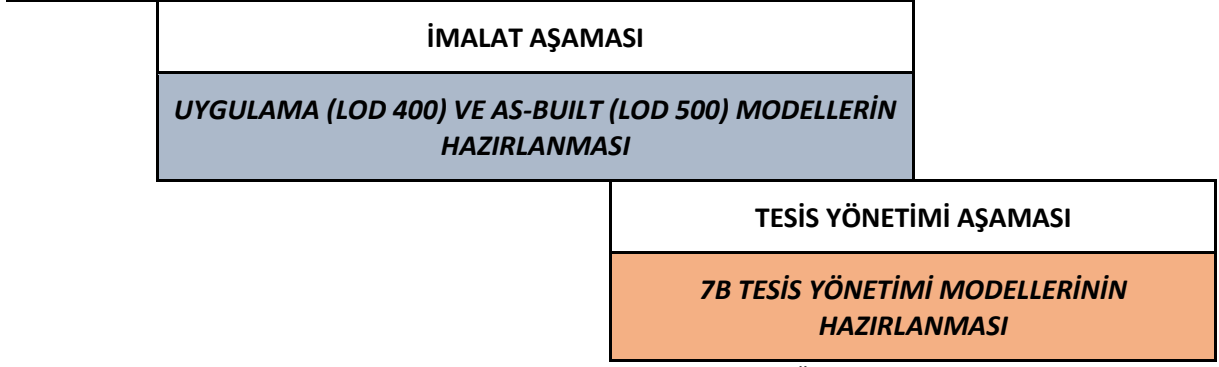 İMALAT AŞAMASI
UYGULAMA (LOD 400) VE AS-BUILT (LOD 500) MODELLERİN
HAZIRLANMASI
TESİS YÖNETİMİ AŞAMASI
7B TESİS YÖNETİMİ MODELLERİNİN
HAZIRLANMASI